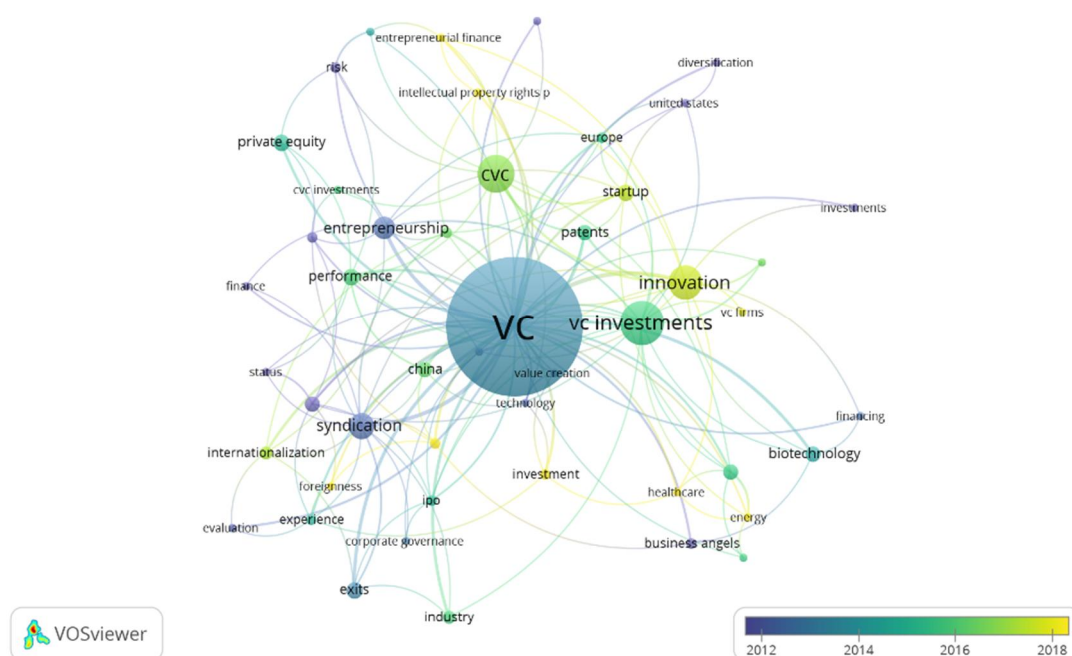 entrepreneurial finance
risk
diversification
intellectual property rights p
united states
private equity
europe
cvc
cvc investments
startup
investments
entrepreneurship
patents
performance
innovation
finance
vc firms
vc
vc investments
china
value creation
status
technology
financing
syndication
internationalization
biotechnology
investment
foreignness
healthcare
ipo
energy
experience
evaluation
corporate governance
business angels
exits
industry
VOSviewer
2012 2014 2016 2018